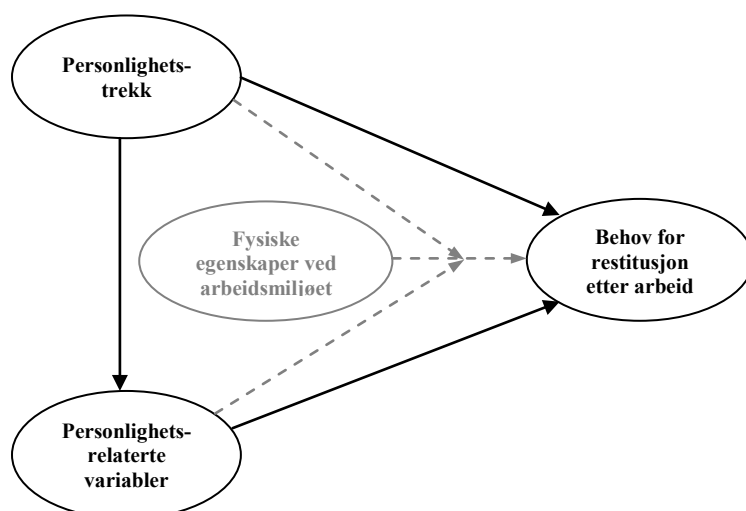 Personlighets-
trekk
Fysiske
egenskaper ved
arbeidsmiljøet
Behov for
restitusjon
etter arbeid
Personlighets-
relaterte
variabler